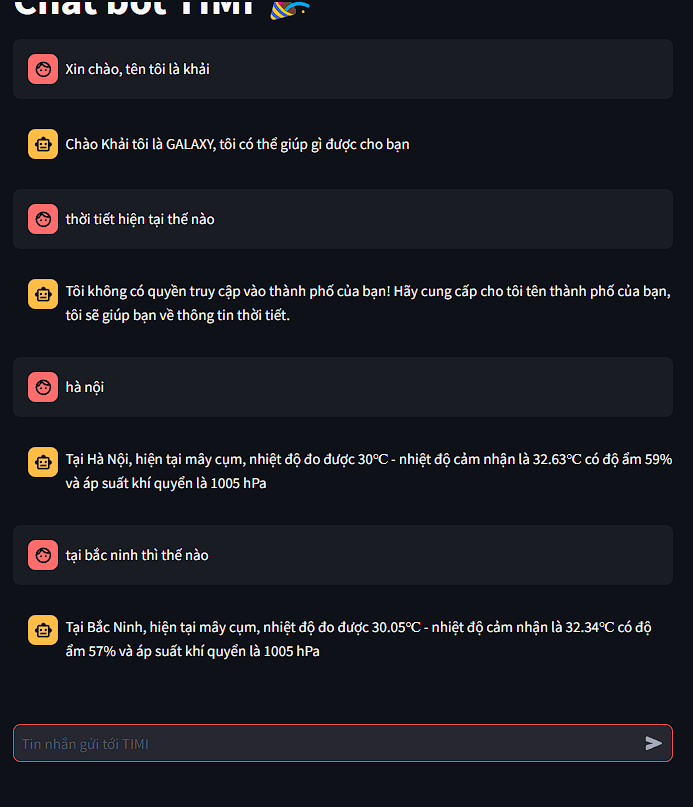 Chat bot TIMI 🎉
Xin chào, tên tôi là khải
Chào Khải tôi là GALAXY, tôi có thể giúp gì được cho bạn
thời tiết hiện tại thế nào
Tôi không có quyền truy cập vào thành phố của bạn! Hãy cung cấp cho tôi tên thành phố của bạn,
tôi sẽ giúp bạn về thông tin thời tiết.
hà nội
Tại Hà Nội, hiện tại mây cụm, nhiệt độ đo được 30℃ - nhiệt độ cảm nhận là 32.63℃ có độ ẩm 59%
và áp suất khí quyển là 1005 hPa
tại bắc ninh thì thế nào
Tại Bắc Ninh, hiện tại mây cụm, nhiệt độ đo được 30.05℃ - nhiệt độ cảm nhận là 32.34℃ có độ
ẩm 57% và áp suất khí quyển là 1005 hPa
Tin nhắn gửi tới TIMI